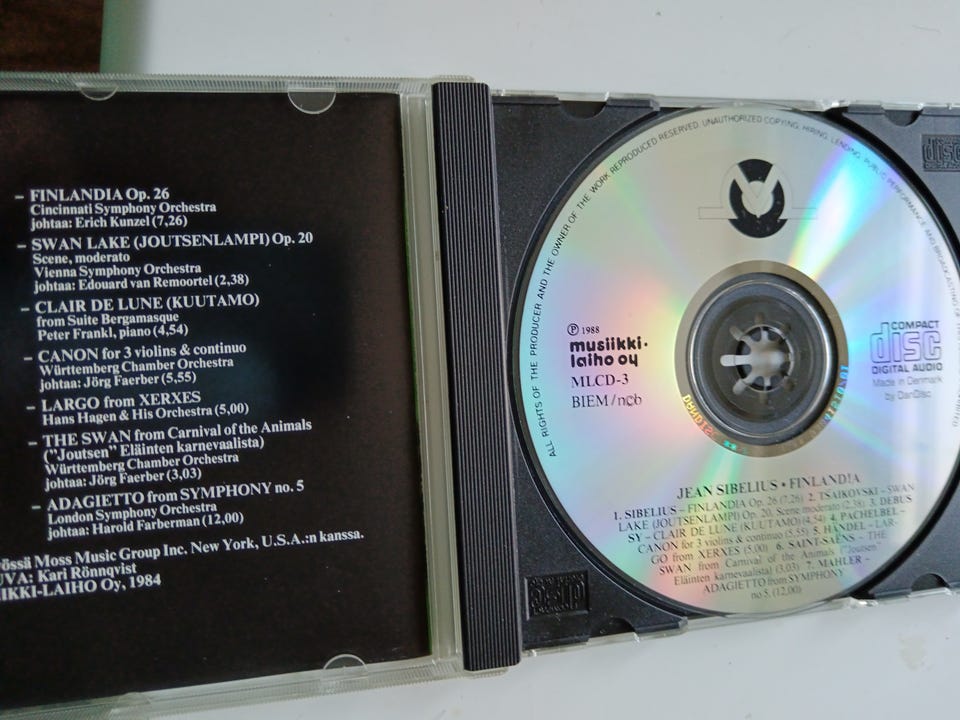 – FINLANDIA Op. 26
Cincinnati Symphony Orchestra
johtaa: Erich Kunzel (7,26)
– SWAN LAKE (JOUTSENLAMPI) Op. 20
Scene, moderato
Vienna Symphony Orchestra
johtaa: Edouard van Remoortel (2,38)
– CLAIR DE LUNE (KUUTAMO)
from Suite Bergamasque
Peter Frankl, piano (4,54)
– CANON for 3 violins & continuo
Württemberg Chamber Orchestra
johtaa: Jörg Faerber (5,55)
– LARGO from XERXES
Hans Hagen & His Orchestra (5,00)
– THE SWAN from Carnival of the Animals
("Joutsen" Eläinten karnevaalista)
Württemberg Chamber Orchestra
johtaa: Jörg Faerber (3,03)
– ADAGIETTO from SYMPHONY no. 5
London Symphony Orchestra
johtaa: Harold Farberman (12,00)
össä Moss Music Group Inc. New York, U.S.A.:n kanssa.
UVA: Kari Rönnqvist
IKKI-LAIHO Oy, 1984
ALL RIGHTS OF THE PRODUCER AND THE OWNER OF THE WORK REPRODUCED RESERVED. UNAUTHORIZED COPYING, HIRING, LENDING, PUBLIC PERFORMANCE AND BROADCASTING OF
℗ 1988
musiikki-
laiho oy
MLCD-3
BIEM/ncb
COMPACT
disc
DIGITAL AUDIO
Made in Denmark
by DanDisc
JEAN SIBELIUS • FINLANDIA
1. SIBELIUS – FINLANDIA Op. 26 (7,26) 2. TSAIKOVSKI – SWAN
LAKE (JOUTSENLAMPI) Op. 20, Scene moderato (2,38) 3. DEBUS
SY – CLAIR DE LUNE (KUUTAMO) (4,54) 4. PACHELBEL –
CANON for 3 violins & continuo (5,55) 5. HÄNDEL – LAR-
GO from XERXES (5,00) 6. SAINT-SAËNS – THE
SWAN from Carnival of the Animals ("Joutsen"
Eläinten karnevaalista) (3,03) 7. MAHLER –
ADAGIETTO from SYMPHONY
no 5, (12,00)
disc